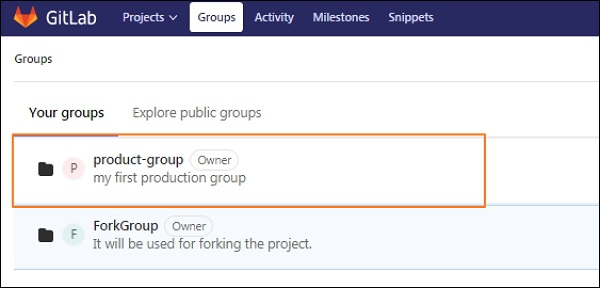 GitLab Projects Groups Activity Milestones Snippets
Groups
Your groups Explore public groups
P product-group Owner
my first production group
F ForkGroup Owner
It will be used for forking the project.